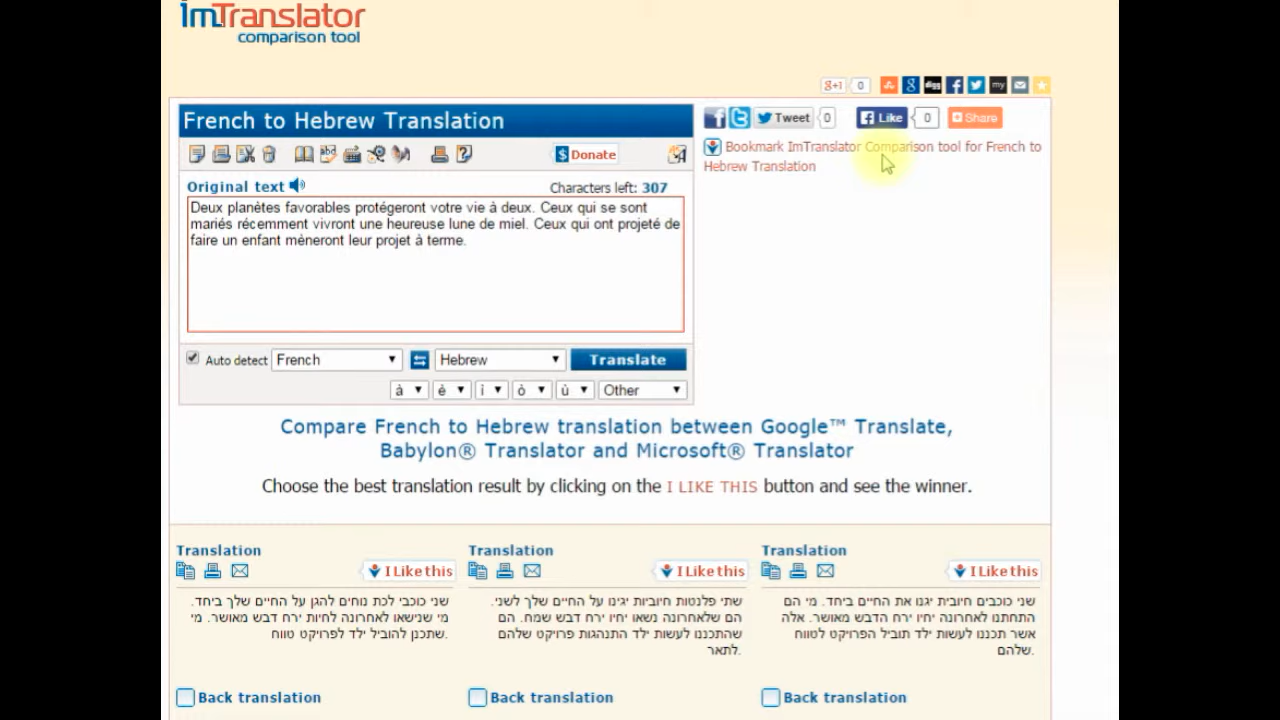 ImTranslator
comparison tool
g+1 0
French to Hebrew Translation
Tweet 0 Like 0 Share
Donate
Bookmark ImTranslator Comparison tool for French to
Hebrew Translation
Original text Characters left: 307
Deux planètes favorables protégeront votre vie à deux. Ceux qui se sont
mariés récemment vivront une heureuse lune de miel. Ceux qui ont projeté de
faire un enfant mèneront leur projet à terme.
Auto detect French Hebrew Translate
à è ì ò ù Other
Compare French to Hebrew translation between Google™ Translate,
Babylon® Translator and Microsoft® Translator
Choose the best translation result by clicking on the I LIKE THIS button and see the winner.
Translation
I Like this
שני כוכבי לכת נוחים להגן על החיים שלך ביחד.
מי שנישאו לאחרונה לחיות ירח דבש מאושר. מי
שתכנן להוביל ילד לפרויקט טווח.
Back translation
Translation
I Like this
שתי פלנטות חיוביות יגינו על החיים שלך לשני.
הם שלאחרונה נשאו יחיו ירח דבש שמח. הם
שהתכננו לעשות ילד התנהגות פרויקט שלהם
לתאר.
Back translation
Translation
I Like this
שני כוכבים חיובית יגנו את החיים ביחד. מי הם
התחתנו לאחרונה יחיו ירח הדבש מאושר. אלה
אשר תכננו לעשות ילד תוביל הפרויקט לטווח
שלהם.
Back translation